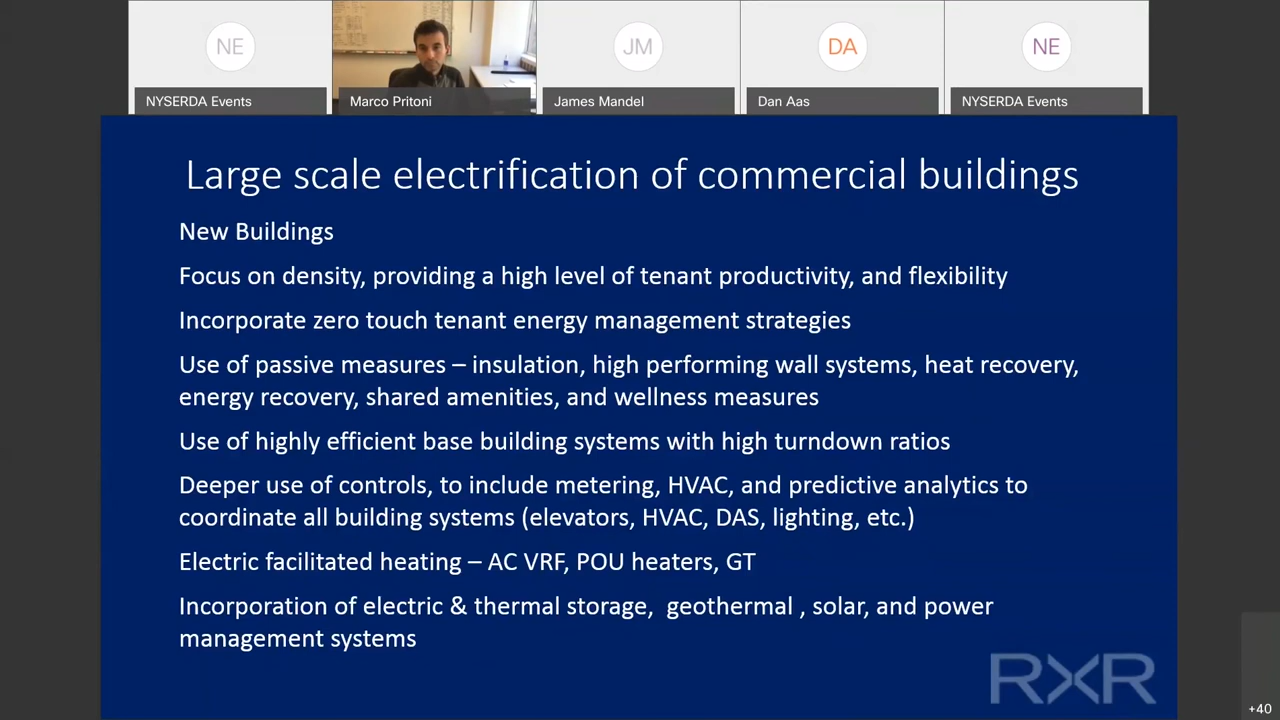 NE
JM
DA
NE
NYSERDA Events
Marco Pritoni
James Mandel
Dan Aas
NYSERDA Events
Large scale electrification of commercial buildings
New Buildings
Focus on density, providing a high level of tenant productivity, and flexibility
Incorporate zero touch tenant energy management strategies
Use of passive measures – insulation, high performing wall systems, heat recovery,
energy recovery, shared amenities, and wellness measures
Use of highly efficient base building systems with high turndown ratios
Deeper use of controls, to include metering, HVAC, and predictive analytics to
coordinate all building systems (elevators, HVAC, DAS, lighting, etc.)
Electric facilitated heating – AC VRF, POU heaters, GT
Incorporation of electric & thermal storage,  geothermal , solar, and power
management systems
RXR
+40